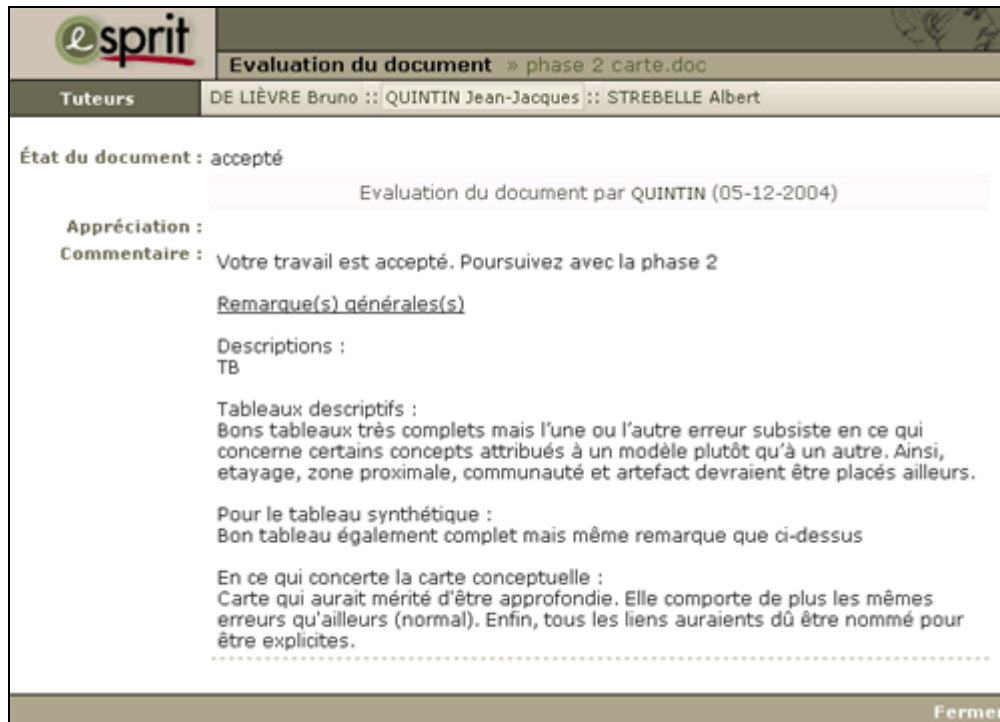 esprit
Evaluation du document » phase 2 carte.doc
Tuteurs DE LIÈVRE Bruno :: QUINTIN Jean-Jacques :: STREBELLE Albert
État du document : accepté
Evaluation du document par QUINTIN (05-12-2004)
Appréciation :
Commentaire : Votre travail est accepté. Poursuivez avec la phase 2
Remarque(s) générales(s)
Descriptions :
TB
Tableaux descriptifs :
Bons tableaux très complets mais l'une ou l'autre erreur subsiste en ce qui
concerne certains concepts attribués à un modèle plutôt qu'à un autre. Ainsi,
etayage, zone proximale, communauté et artefact devraient être placés ailleurs.
Pour le tableau synthétique :
Bon tableau également complet mais même remarque que ci-dessus
En ce qui concerte la carte conceptuelle :
Carte qui aurait mérité d'être approfondie. Elle comporte de plus les mêmes
erreurs qu'ailleurs (normal). Enfin, tous les liens auraients dû être nommé pour
être explicites.
Fermer